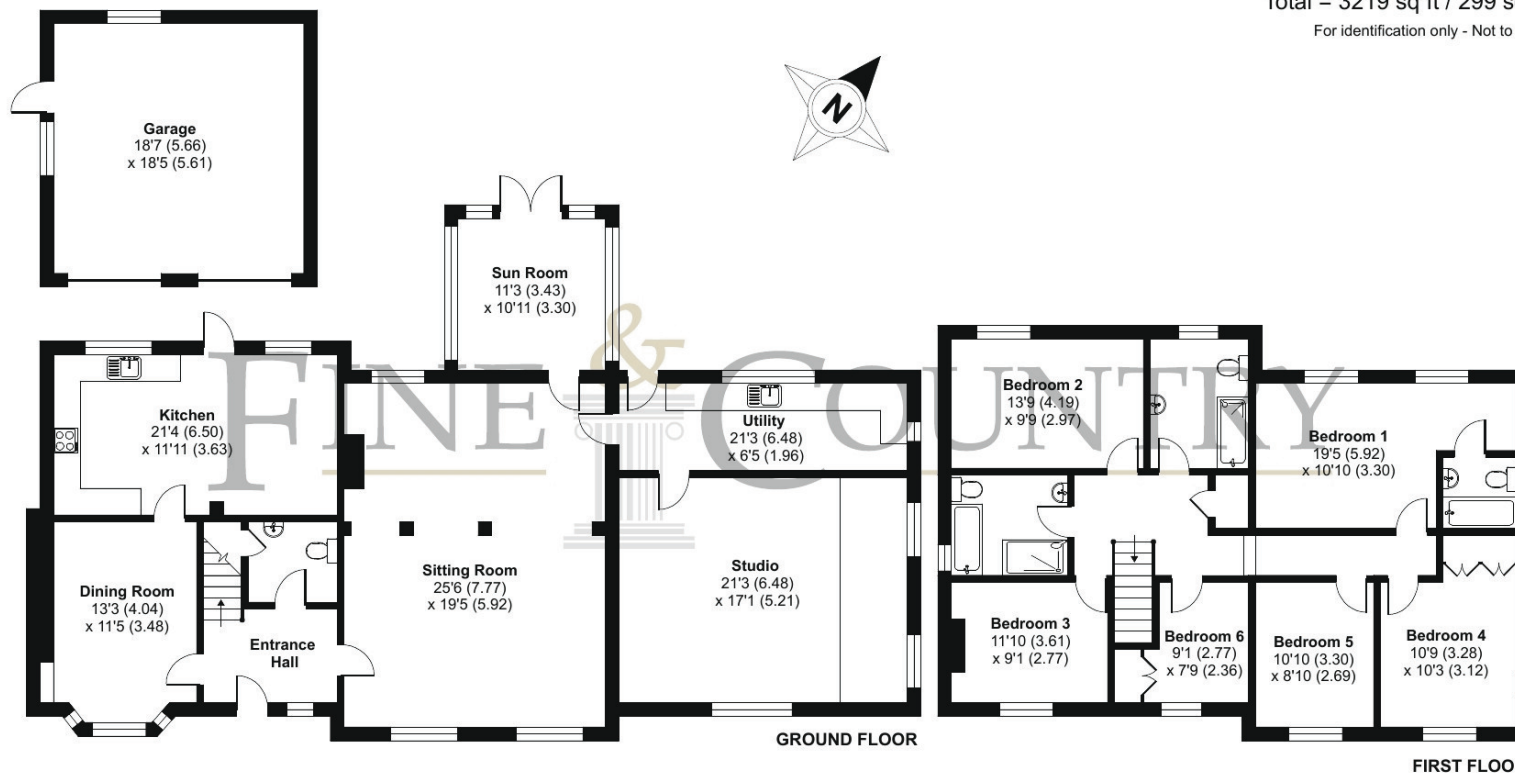 Total = 3219 sq ft / 299 s
For identification only - Not to
N
Garage
18'7 (5.66)
x 18'5 (5.61)
Sun Room
11'3 (3.43)
x 10'11 (3.30)
Kitchen
21'4 (6.50)
x 11'11 (3.63)
Utility
21'3 (6.48)
x 6'5 (1.96)
Dining Room
13'3 (4.04)
x 11'5 (3.48)
Sitting Room
25'6 (7.77)
x 19'5 (5.92)
Studio
21'3 (6.48)
x 17'1 (5.21)
Entrance
Hall
GROUND FLOOR
Bedroom 2
13'9 (4.19)
x 9'9 (2.97)
Bedroom 1
19'5 (5.92)
x 10'10 (3.30)
Bedroom 3
11'10 (3.61)
x 9'1 (2.77)
Bedroom 6
9'1 (2.77)
x 7'9 (2.36)
Bedroom 5
10'10 (3.30)
x 8'10 (2.69)
Bedroom 4
10'9 (3.28)
x 10'3 (3.12)
FIRST FLOO
FINE & COUNTRY